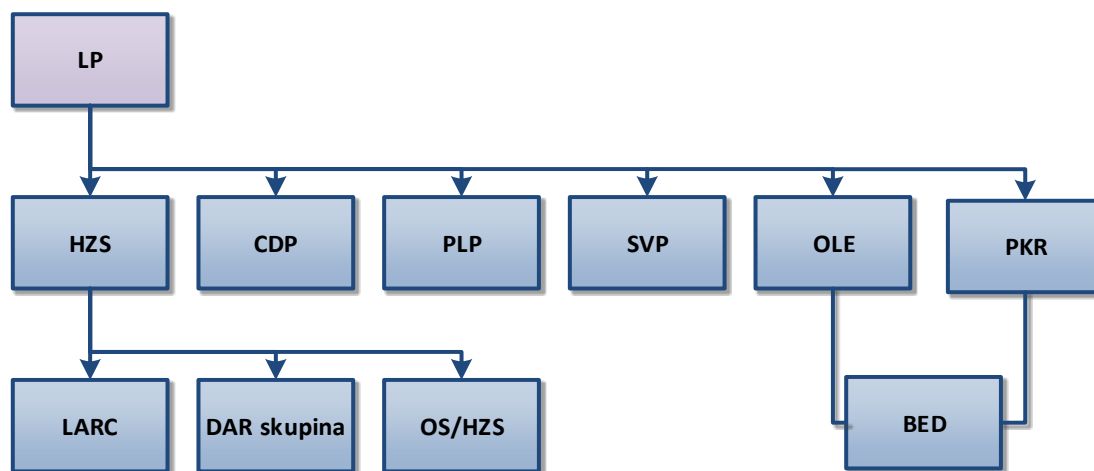 LP
HZS
CDP
PLP
SVP
OLE
PKR
LARC
DAR skupina
OS/HZS
BED